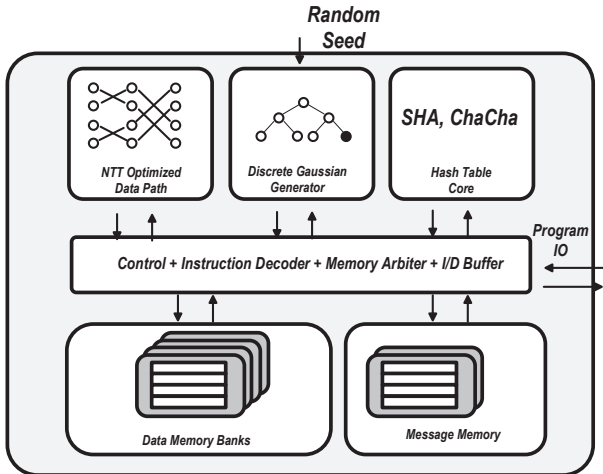 Random
Seed
SHA, ChaCha
NTT Optimized
Data Path
Discrete Gaussian
Generator
Hash Table
Core
Program
IO
Control + Instruction Decoder + Memory Arbiter + I/D Buffer
Data Memory Banks
Message Memory